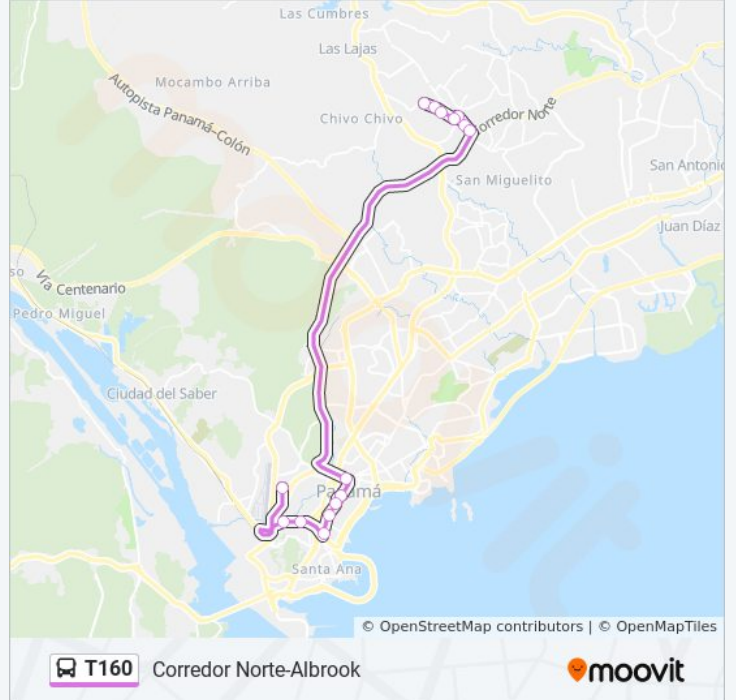 Las Cumbres
Las Lajas
Mocambo Arriba
Autopista Panamá-Colón
Chivo Chivo
Corredor Norte
San Antonio
San Miguelito
Juan Díaz
so
Vía Centenario
Pedro Miguel
Ciudad del Saber
Panamá
Santa Ana
© OpenStreetMap contributors | © OpenMapTiles
T160 Corredor Norte-Albrook
moovit